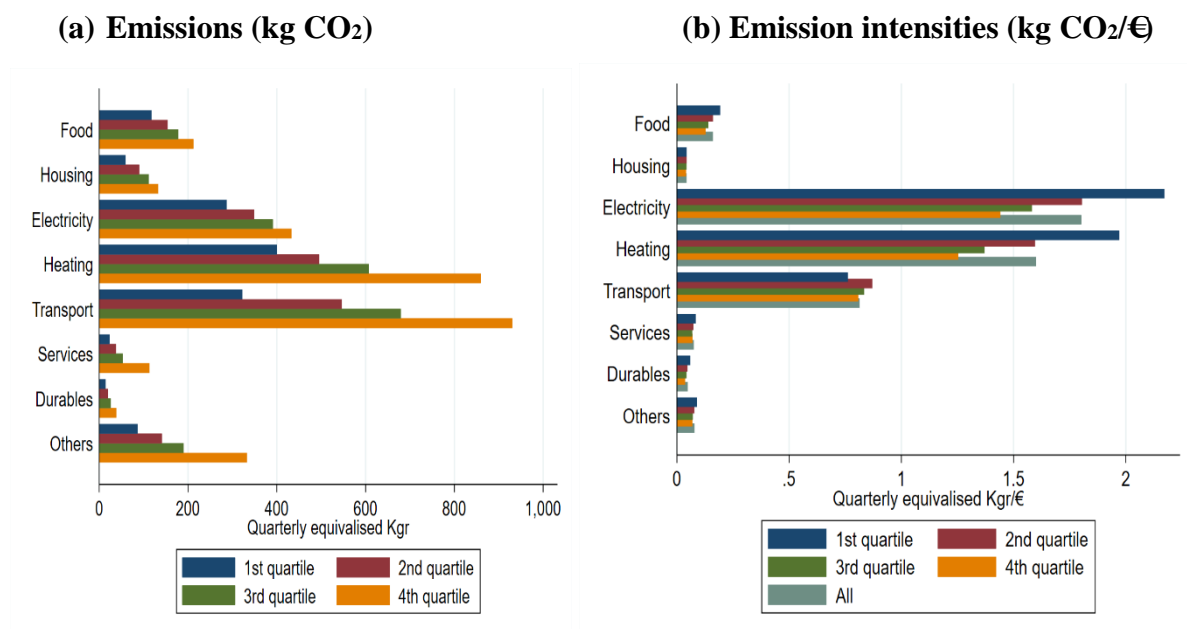 (a) Emissions (kg CO₂)
Food
Housing
Electricity
Heating
Transport
Services
Durables
Others
0 200 400 600 800 1,000
Quarterly equivalised Kgr
1st quartile 2nd quartile
3rd quartile 4th quartile
(b) Emission intensities (kg CO₂/€)
Food
Housing
Electricity
Heating
Transport
Services
Durables
Others
0 .5 1 1.5 2
Quarterly equivalised Kgr/€
1st quartile 2nd quartile
3rd quartile 4th quartile
All